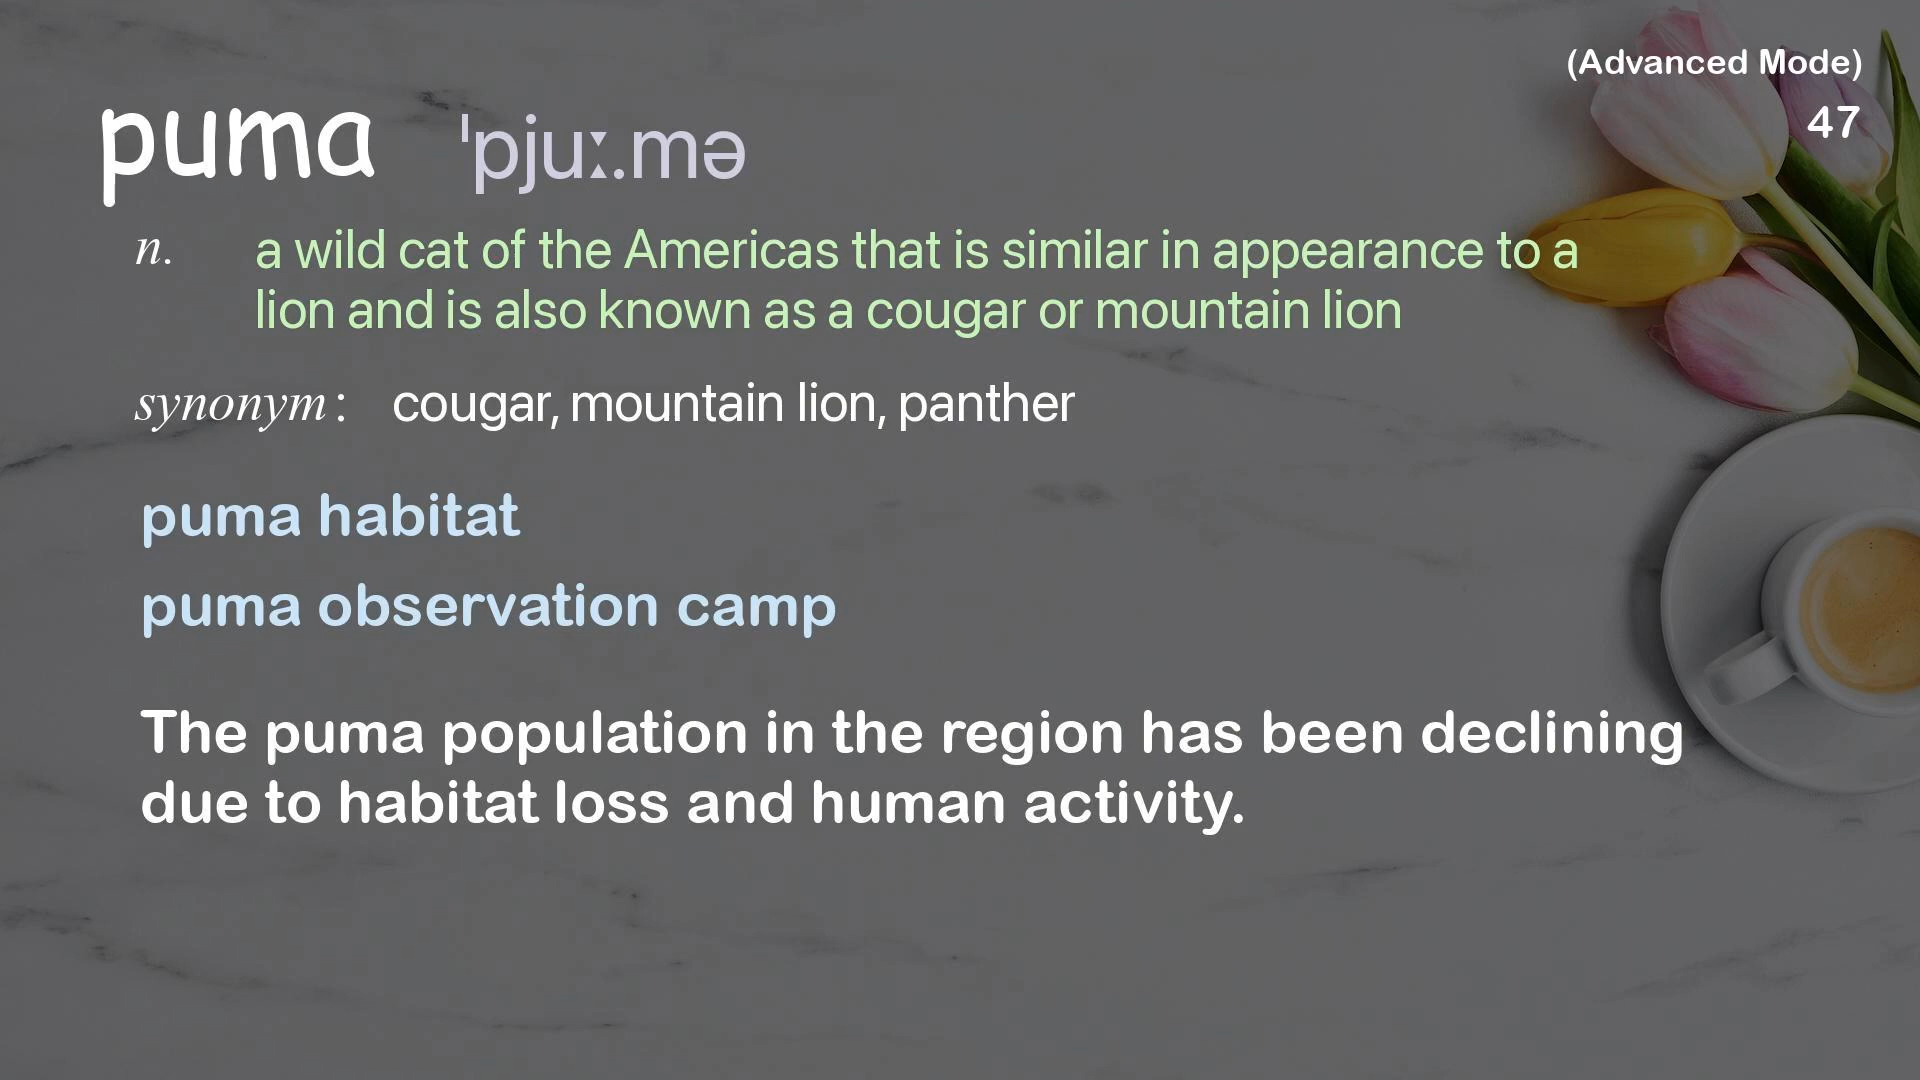 (Advanced Mode)
47
puma ˈpjuː.mə
n. a wild cat of the Americas that is similar in appearance to a
lion and is also known as a cougar or mountain lion
synonym: cougar, mountain lion, panther
puma habitat
puma observation camp
The puma population in the region has been declining
due to habitat loss and human activity.